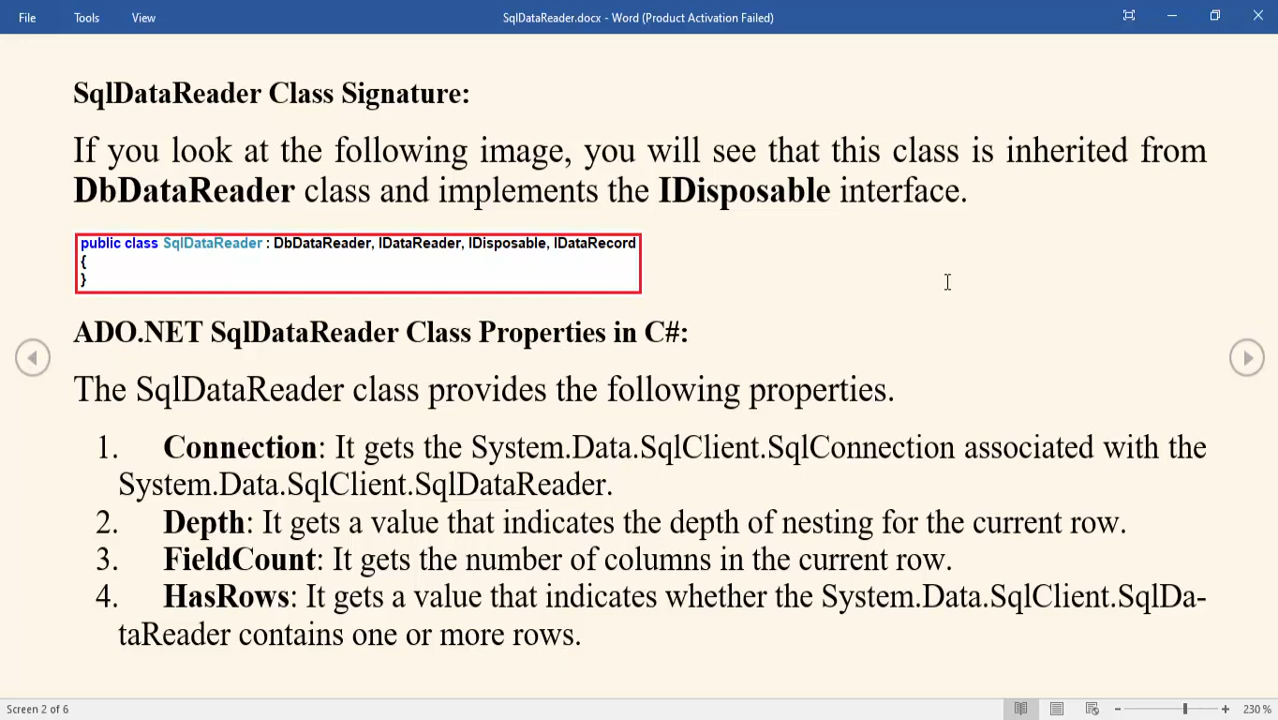 File Tools View SqlDataReader.docx - Word (Product Activation Failed)
SqlDataReader Class Signature:
If you look at the following image, you will see that this class is inherited from
DbDataReader class and implements the IDisposable interface.
public class SqlDataReader : DbDataReader, IDataReader, IDisposable, IDataRecord
{
}
ADO.NET SqlDataReader Class Properties in C#:
The SqlDataReader class provides the following properties.
1. Connection: It gets the System.Data.SqlClient.SqlConnection associated with the
System.Data.SqlClient.SqlDataReader.
2. Depth: It gets a value that indicates the depth of nesting for the current row.
3. FieldCount: It gets the number of columns in the current row.
4. HasRows: It gets a value that indicates whether the System.Data.SqlClient.SqlDa-
taReader contains one or more rows.
Screen 2 of 6 230 %